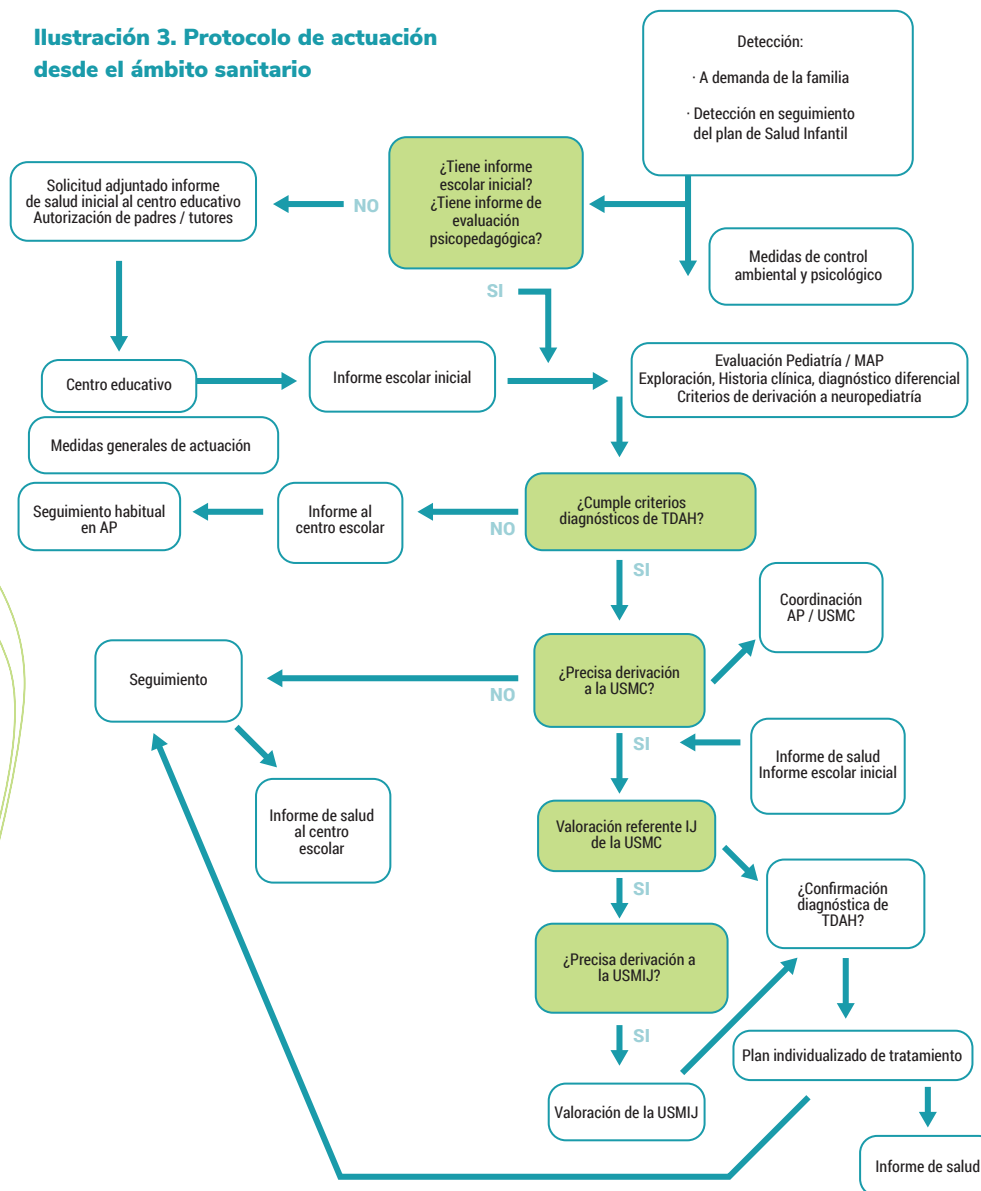 Ilustración 3. Protocolo de actuación
desde el ámbito sanitario
Detección:
· A demanda de la familia
· Detección en seguimiento
del plan de Salud Infantil
¿Tiene informe
escolar inicial?
¿Tiene informe de
evaluación
psicopedagógica?
NO
Solicitud adjuntado informe
de salud inicial al centro educativo
Autorización de padres / tutores
Medidas de control
ambiental y psicológico
SI
Centro educativo
Informe escolar inicial
Evaluación Pediatría / MAP
Exploración, Historia clínica, diagnóstico diferencial
Criterios de derivación a neuropediatría
Medidas generales de actuación
¿Cumple criterios
diagnósticos de TDAH?
NO
Informe al
centro escolar
Seguimiento habitual
en AP
SI
Coordinación
AP / USMC
¿Precisa derivación
a la USMC?
NO
Seguimiento
SI
Informe de salud
Informe escolar inicial
Informe de salud
al centro
escolar
Valoración referente IJ
de la USMC
SI
¿Confirmación
diagnóstica de
TDAH?
¿Precisa derivación a
la USMIJ?
SI
Plan individualizado de tratamiento
Valoración de la USMIJ
Informe de salud